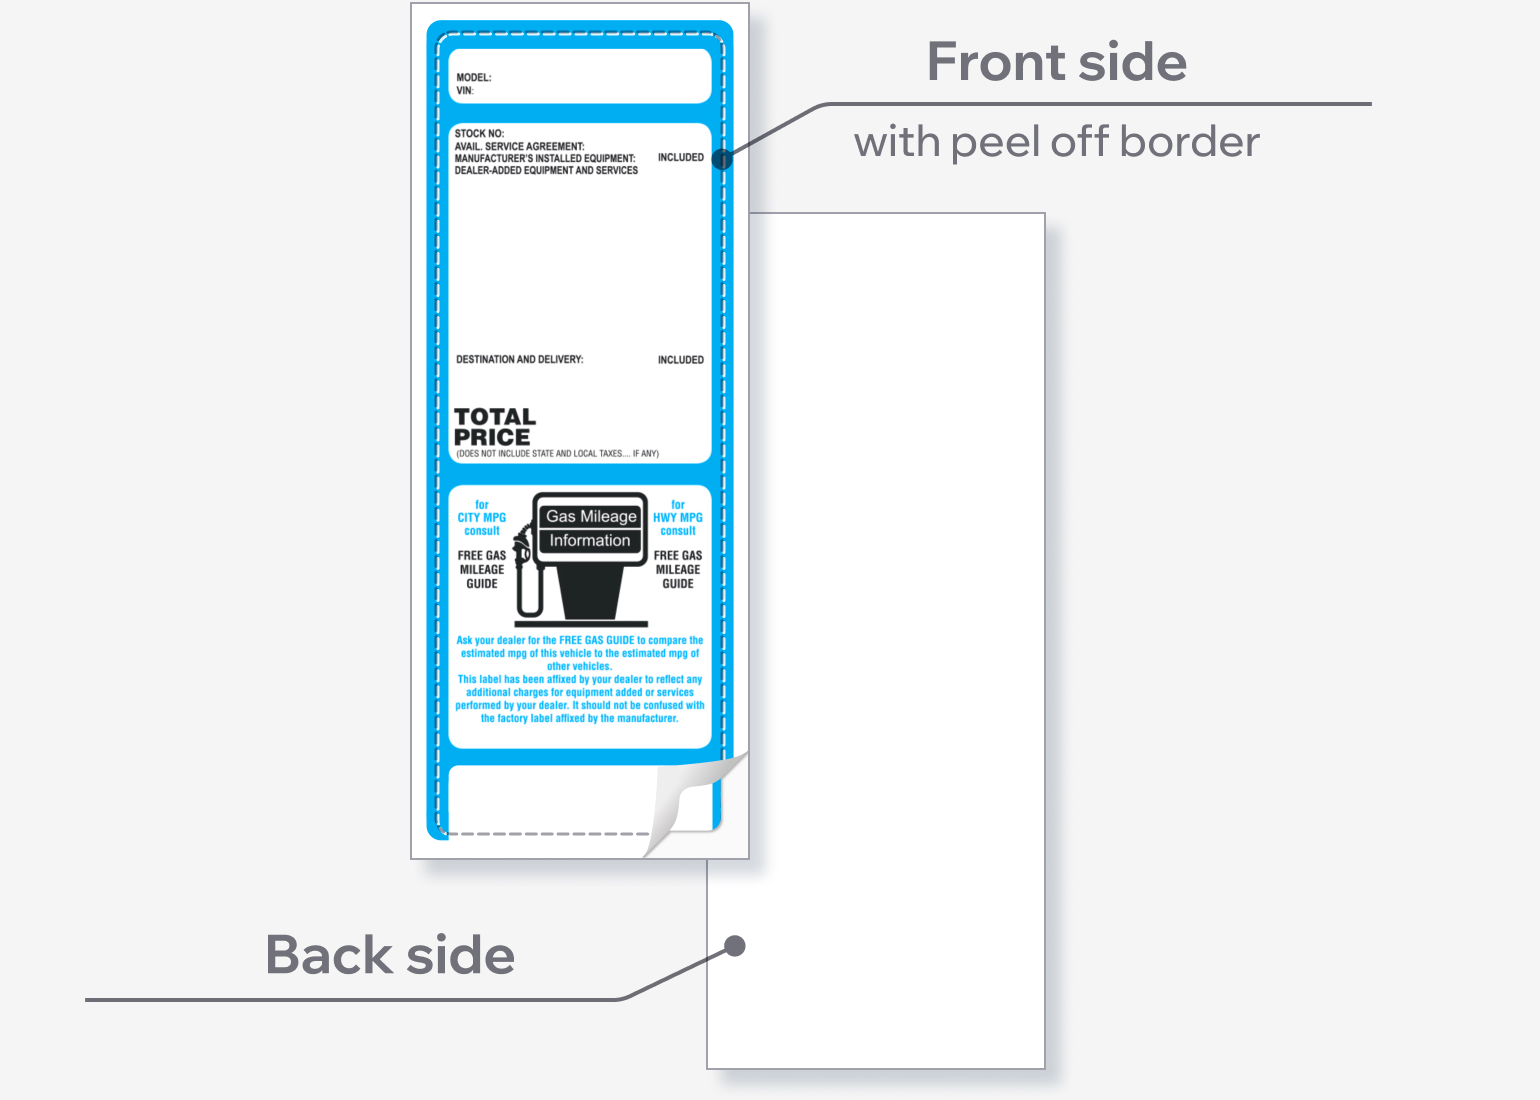 Front side
with peel off border
MODEL:
VIN:
STOCK NO:
AVAIL. SERVICE AGREEMENT:
MANUFACTURER'S INSTALLED EQUIPMENT: INCLUDED
DEALER-ADDED EQUIPMENT AND SERVICES
DESTINATION AND DELIVERY: INCLUDED
TOTAL
PRICE
(DOES NOT INCLUDE STATE AND LOCAL TAXES.... IF ANY)
for
CITY MPG
consult
FREE GAS
MILEAGE
GUIDE
Gas Mileage
Information
for
HWY MPG
consult
FREE GAS
MILEAGE
GUIDE
Ask your dealer for the FREE GAS GUIDE to compare the
estimated mpg of this vehicle to the estimated mpg of
other vehicles.
This label has been affixed by your dealer to reflect any
additional charges for equipment added or services
performed by your dealer. It should not be confused with
the factory label affixed by the manufacturer.
Back side